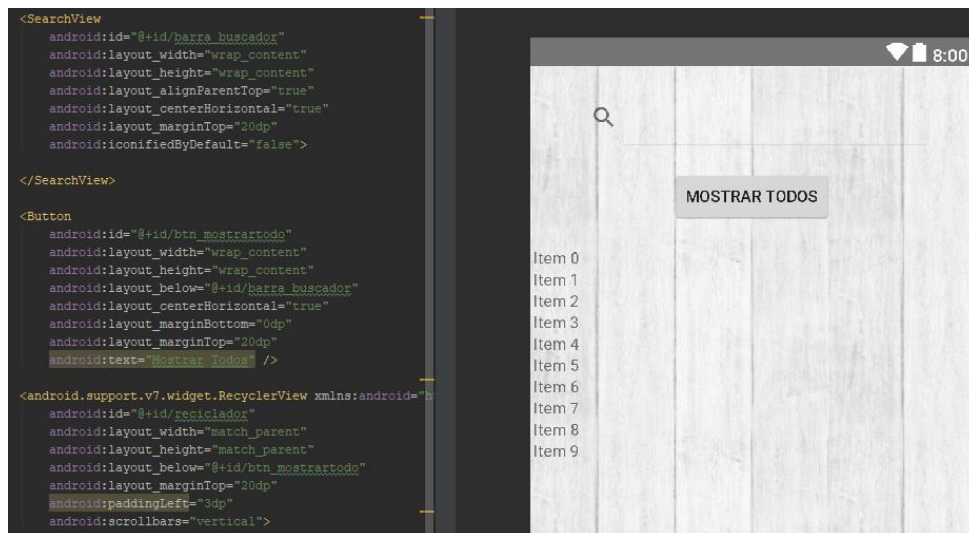 <SearchView
android:id="@+id/barra_buscador"
android:layout_width="wrap_content"
android:layout_height="wrap_content"
android:layout_alignParentTop="true"
android:layout_centerHorizontal="true"
android:layout_marginTop="20dp"
android:iconifiedByDefault="false">
</SearchView>
<Button
android:id="@+id/btn_mostrartodo"
android:layout_width="wrap_content"
android:layout_height="wrap_content"
android:layout_below="@+id/barra_buscador"
android:layout_centerHorizontal="true"
android:layout_marginBottom="0dp"
android:layout_marginTop="20dp"
android:text="Mostrar Todos" />
<android.support.v7.widget.RecyclerView xmlns:android="h
android:id="@+id/reciclador"
android:layout_width="match_parent"
android:layout_height="match_parent"
android:layout_below="@+id/btn_mostrartodo"
android:layout_marginTop="20dp"
android:paddingLeft="3dp"
android:scrollbars="vertical">
8:00
MOSTRAR TODOS
Item 0
Item 1
Item 2
Item 3
Item 4
Item 5
Item 6
Item 7
Item 8
Item 9